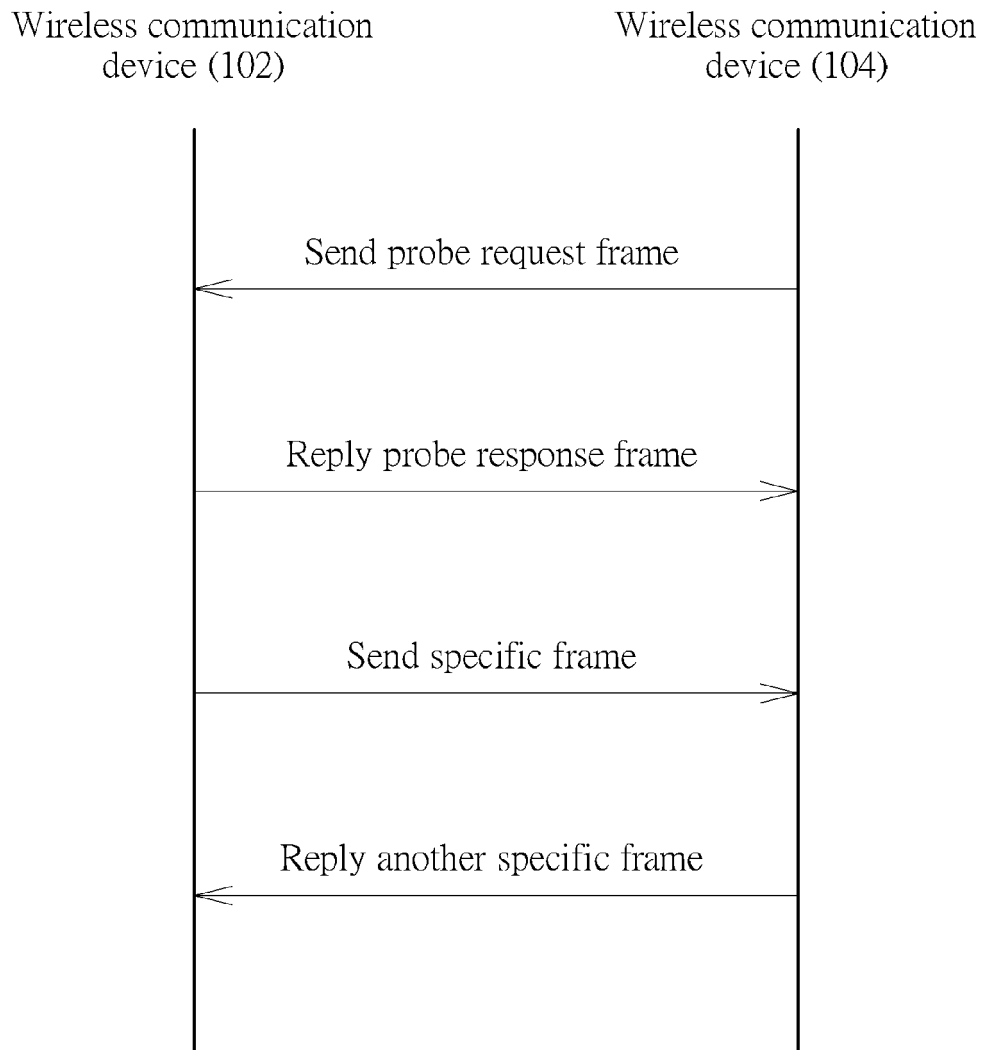 Wireless communication
device (102)
Wireless communication
device (104)
Send probe request frame
Reply probe response frame
Send specific frame
Reply another specific frame